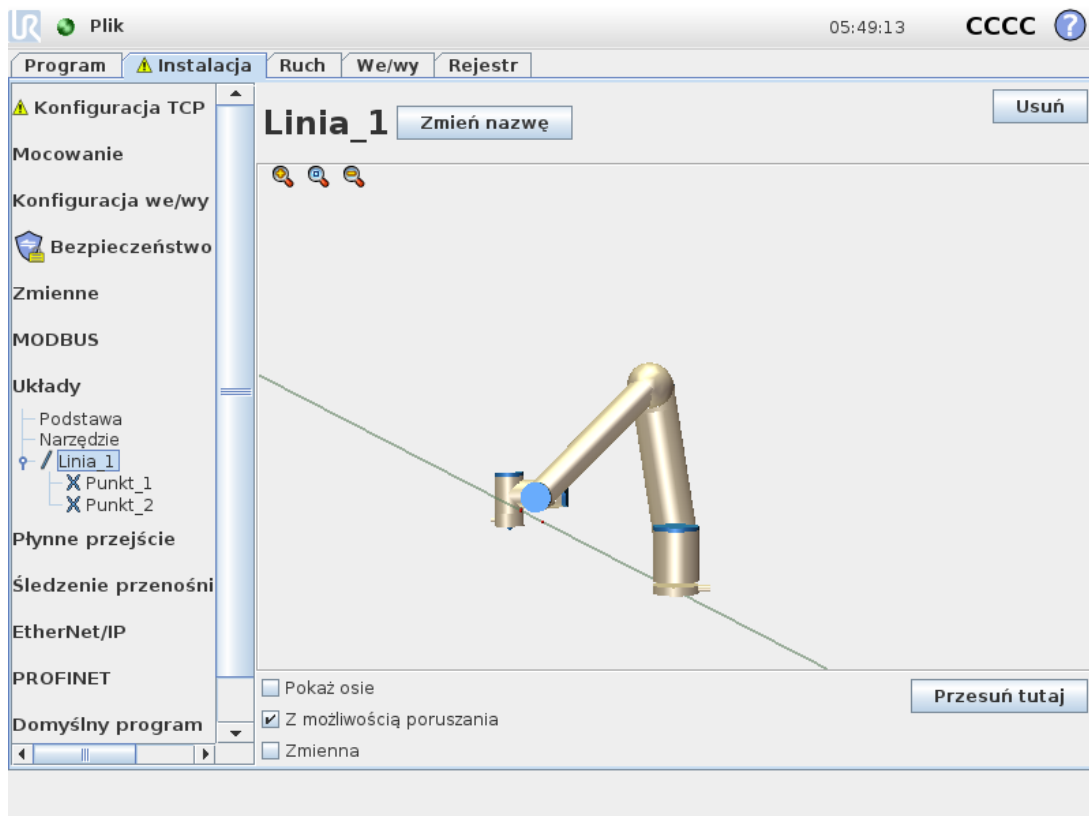 UR Plik 05:49:13 CCCC ?
Program Instalacja Ruch We/wy Rejestr
Konfiguracja TCP
Mocowanie
Konfiguracja we/wy
Bezpieczeństwo
Zmienne
MODBUS
Układy
Podstawa
Narzędzie
Linia_1
Punkt_1
Punkt_2
Płynne przejście
Śledzenie przenośni
EtherNet/IP
PROFINET
Domyślny program
Linia_1 Zmień nazwę Usuń
Pokaż osie
Z możliwością poruszania
Zmienna
Przesuń tutaj